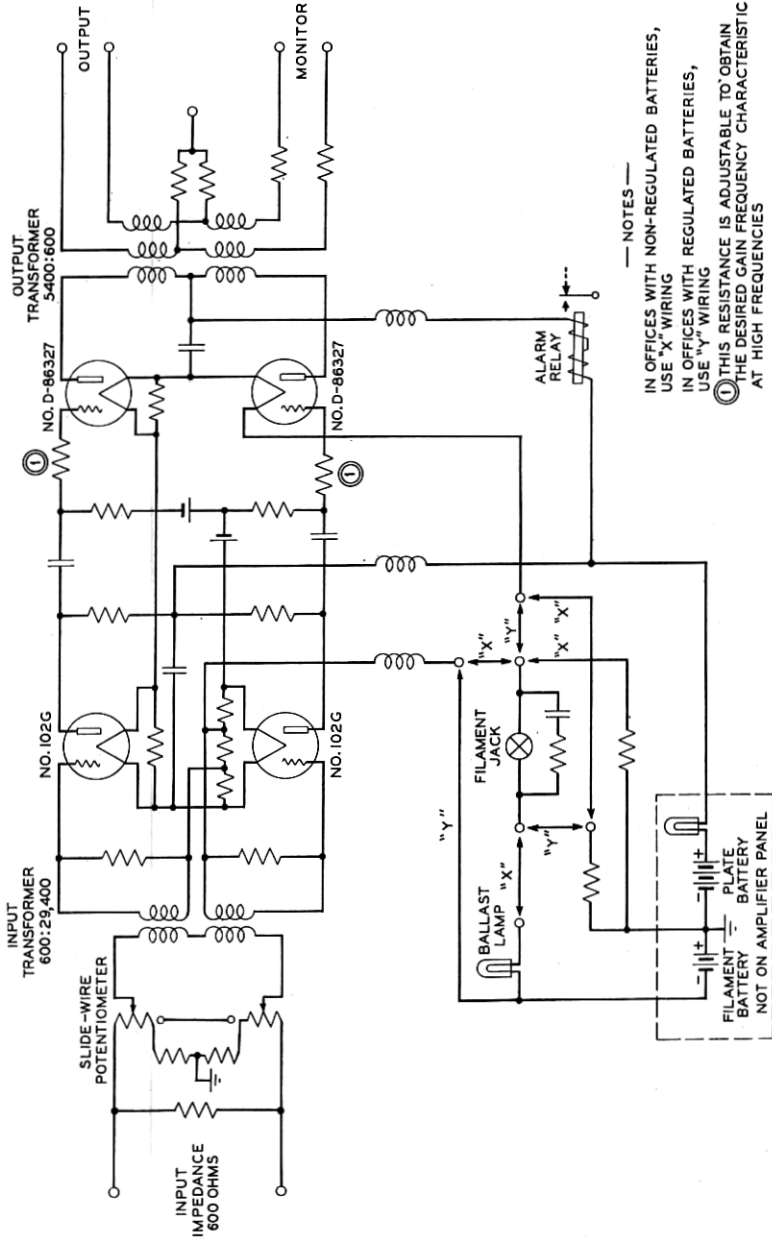 INPUT
IMPEDANCE
600 OHMS
SLIDE-WIRE
POTENTIOMETER
INPUT
TRANSFORMER
600:29,400
NO. 102G
NO. 102G
①
①
NO. D-86327
NO. D-86327
OUTPUT
TRANSFORMER
5400:600
OUTPUT
MONITOR
ALARM
RELAY
"Y"
BALLAST
LAMP
"X"
"Y"
FILAMENT
JACK
"X"
"Y"
"X"
"X"
FILAMENT
BATTERY
PLATE
BATTERY
- +
- +
NOT ON AMPLIFIER PANEL
— NOTES —
IN OFFICES WITH NON-REGULATED BATTERIES,
USE "X" WIRING
IN OFFICES WITH REGULATED BATTERIES,
USE "Y" WIRING
① THIS RESISTANCE IS ADJUSTABLE TO OBTAIN
THE DESIRED GAIN FREQUENCY CHARACTERISTIC
AT HIGH FREQUENCIES